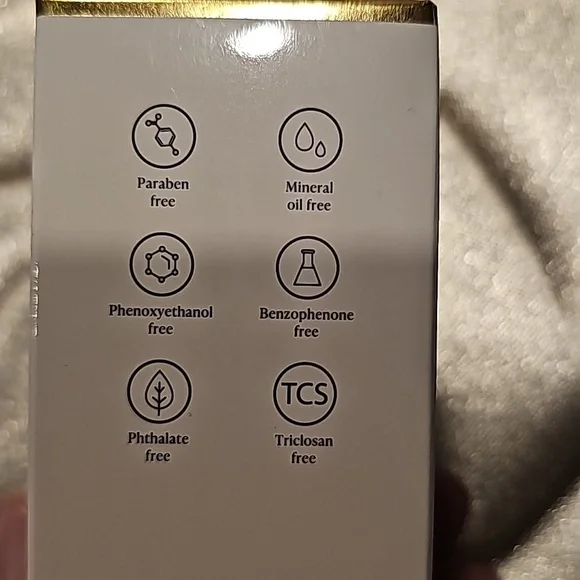 Paraben
free
Mineral
oil free
Phenoxyethanol
free
Benzophenone
free
Phthalate
free
TCS
Triclosan
free